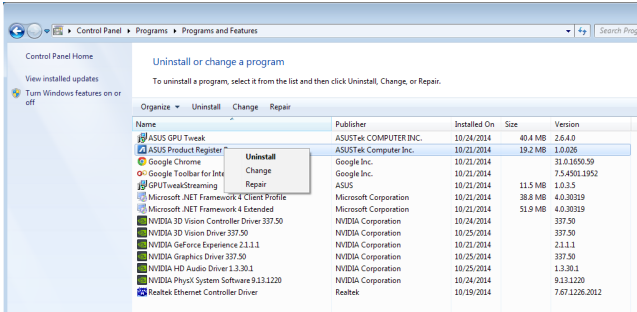 Control Panel ▸ Programs ▸ Programs and Features
Search Prog
Control Panel Home
View installed updates
Turn Windows features on or
off
Uninstall or change a program
To uninstall a program, select it from the list and then click Uninstall, Change, or Repair.
Organize Uninstall Change Repair
Name Publisher Installed On Size Version
ASUS GPU Tweak ASUSTek COMPUTER INC. 10/24/2014 40.4 MB 2.6.4.0
ASUS Product Register ASUSTek Computer Inc. 10/21/2014 19.2 MB 1.0.026
Google Chrome Google Inc. 10/21/2014 31.0.1650.59
Google Toolbar for Inte Google Inc. 10/21/2014 7.5.4501.1952
GPUTweakStreaming ASUS 10/21/2014 11.5 MB 1.0.3.5
Microsoft .NET Framework 4 Client Profile Microsoft Corporation 10/21/2014 38.8 MB 4.0.30319
Microsoft .NET Framework 4 Extended Microsoft Corporation 10/21/2014 51.9 MB 4.0.30319
NVIDIA 3D Vision Controller Driver 337.50 NVIDIA Corporation 10/24/2014 337.50
NVIDIA 3D Vision Driver 337.50 NVIDIA Corporation 10/25/2014 337.50
NVIDIA GeForce Experience 2.1.1.1 NVIDIA Corporation 10/21/2014 2.1.1.1
NVIDIA Graphics Driver 337.50 NVIDIA Corporation 10/25/2014 337.50
NVIDIA HD Audio Driver 1.3.30.1 NVIDIA Corporation 10/25/2014 1.3.30.1
NVIDIA PhysX System Software 9.13.1220 NVIDIA Corporation 10/24/2014 9.13.1220
Realtek Ethernet Controller Driver Realtek 10/19/2014 7.67.1226.2012
Uninstall
Change
Repair